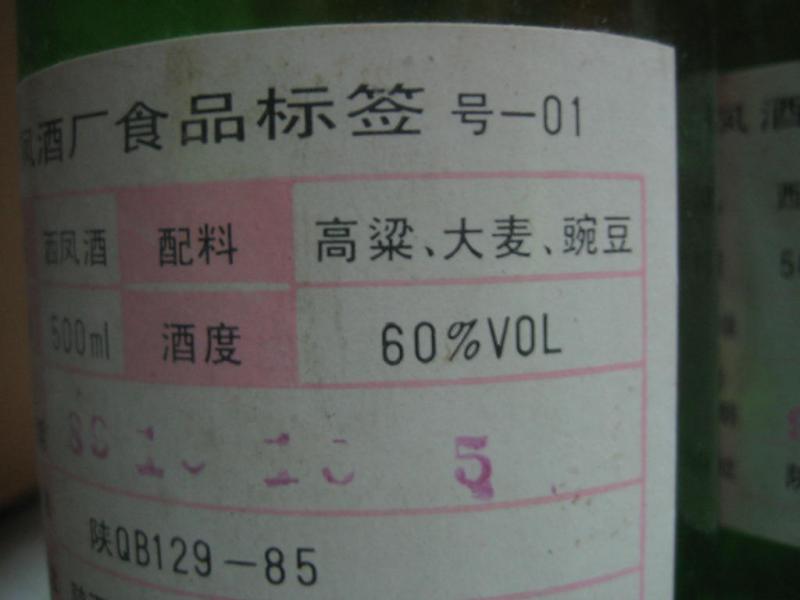 凤酒厂食品标签 号-01
西凤酒 配料 高粱、大麦、豌豆
500ml 酒度 60%VOL
5
陕QB129-85